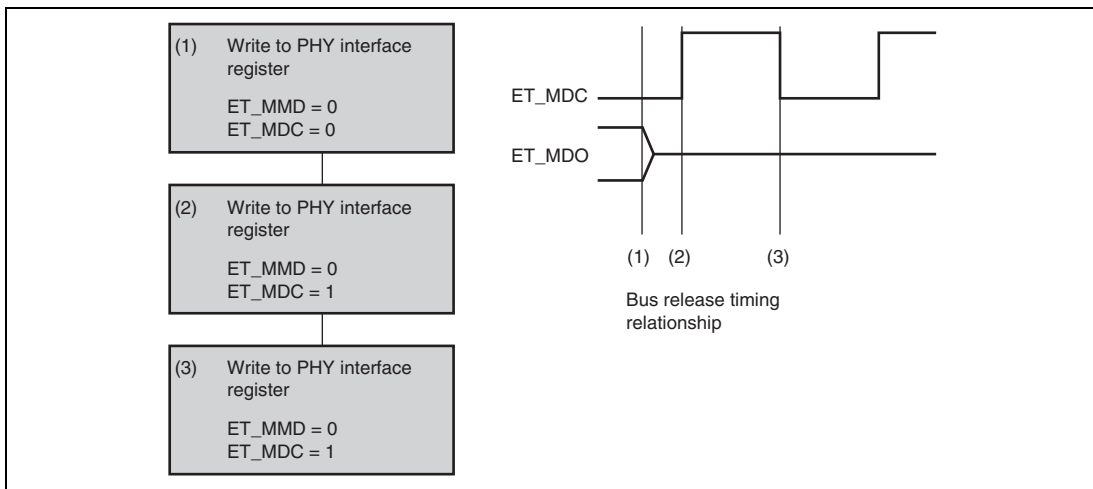 (1) Write to PHY interface
register
ET_MMD = 0
ET_MDC = 0
(2) Write to PHY interface
register
ET_MMD = 0
ET_MDC = 1
(3) Write to PHY interface
register
ET_MMD = 0
ET_MDC = 1
ET_MDC
ET_MDO
(1) (2) (3)
Bus release timing
relationship